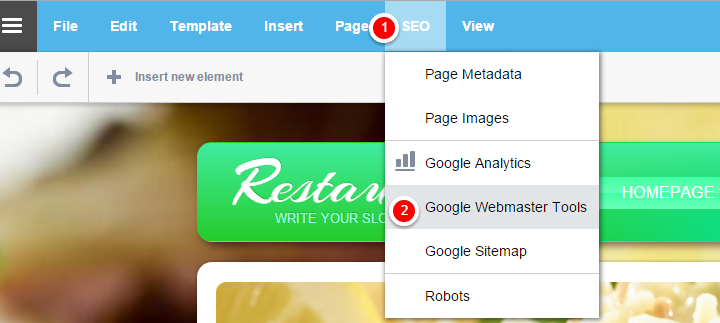 File Edit Template Insert Page 1 SEO View
Insert new element
Page Metadata
Page Images
Google Analytics
HOMEPAGE
2 Google Webmaster Tools
WRITE YOUR
Google Sitemap
Robots